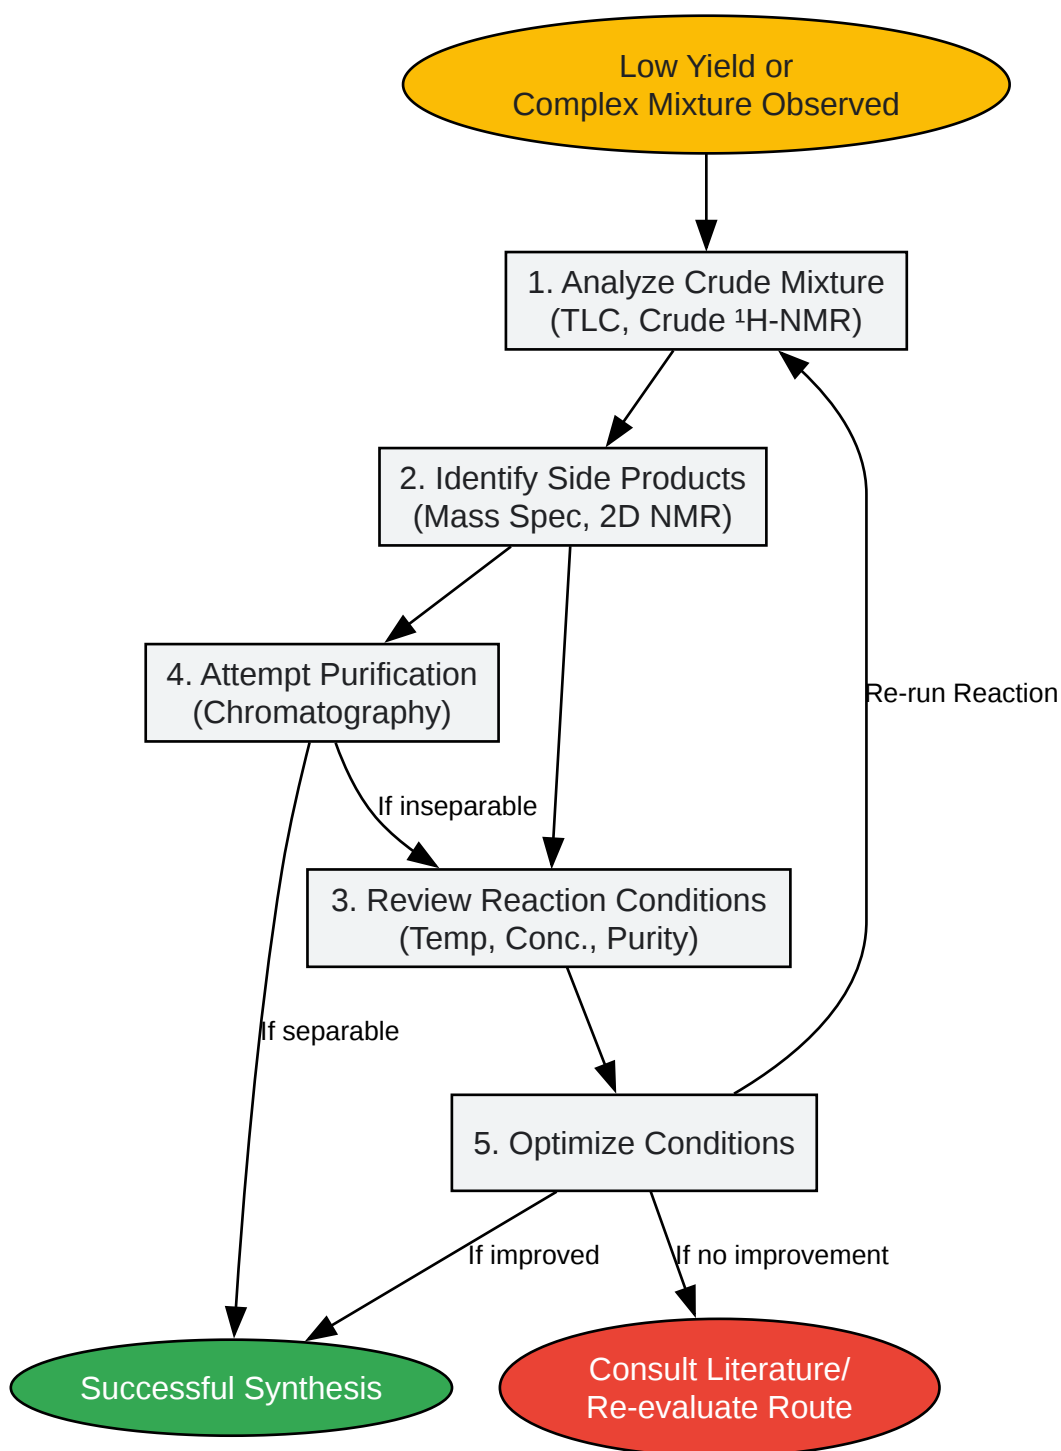 Low Yield or
Complex Mixture Observed
1. Analyze Crude Mixture
(TLC, Crude ¹H-NMR)
2. Identify Side Products
(Mass Spec, 2D NMR)
4. Attempt Purification
(Chromatography)
Re-run Reaction
If inseparable
3. Review Reaction Conditions
(Temp, Conc., Purity)
If separable
5. Optimize Conditions
If improved
If no improvement
Successful Synthesis
Consult Literature/
Re-evaluate Route